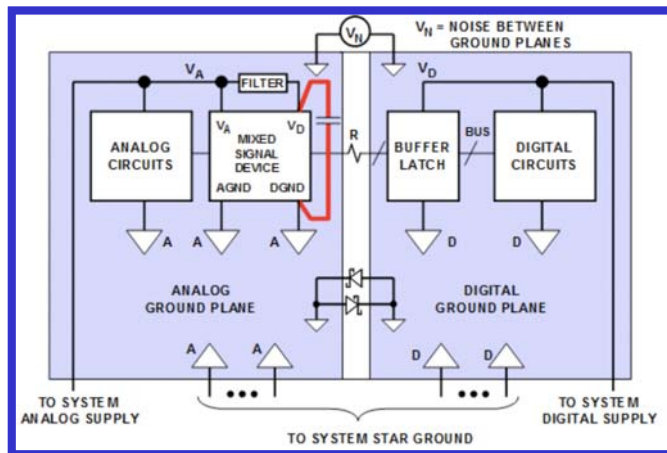 V_N
V_N = NOISE BETWEEN
GROUND PLANES
V_A
FILTER
V_D
ANALOG
CIRCUITS
V_A
V_D
MIXED
SIGNAL
DEVICE
AGND DGND
R
BUFFER
LATCH
BUS
DIGITAL
CIRCUITS
A
A
A
D
D
ANALOG
GROUND PLANE
DIGITAL
GROUND PLANE
A
A
D
D
TO SYSTEM
ANALOG SUPPLY
TO SYSTEM
DIGITAL SUPPLY
TO SYSTEM STAR GROUND